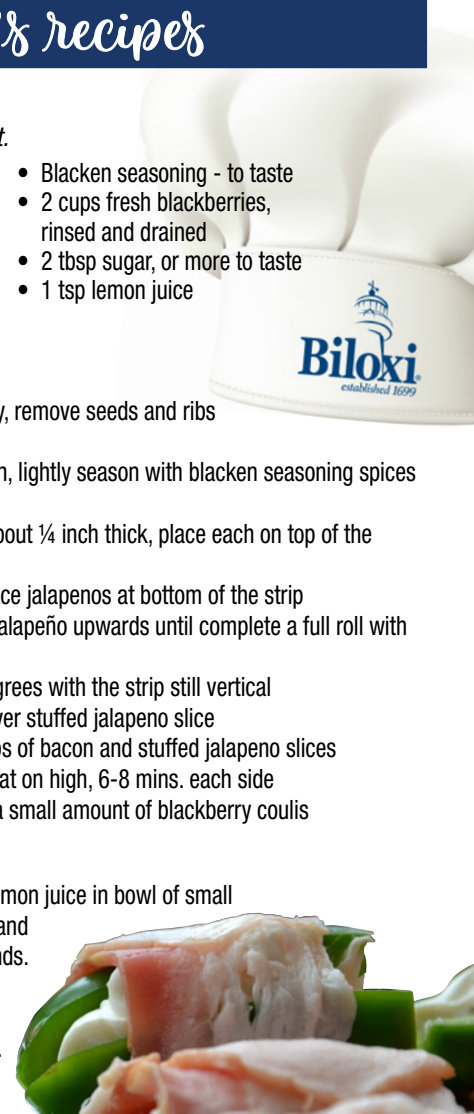 's recipes
t.
• Blacken seasoning - to taste
• 2 cups fresh blackberries,
rinsed and drained
• 2 tbsp sugar, or more to taste
• 1 tsp lemon juice
Biloxi®
established 1699
y, remove seeds and ribs
n, lightly season with blacken seasoning spices
bout ¼ inch thick, place each on top of the
ce jalapenos at bottom of the strip
alapeño upwards until complete a full roll with
grees with the strip still vertical
ver stuffed jalapeno slice
os of bacon and stuffed jalapeno slices
at on high, 6-8 mins. each side
a small amount of blackberry coulis
mon juice in bowl of small
and
nds.
.